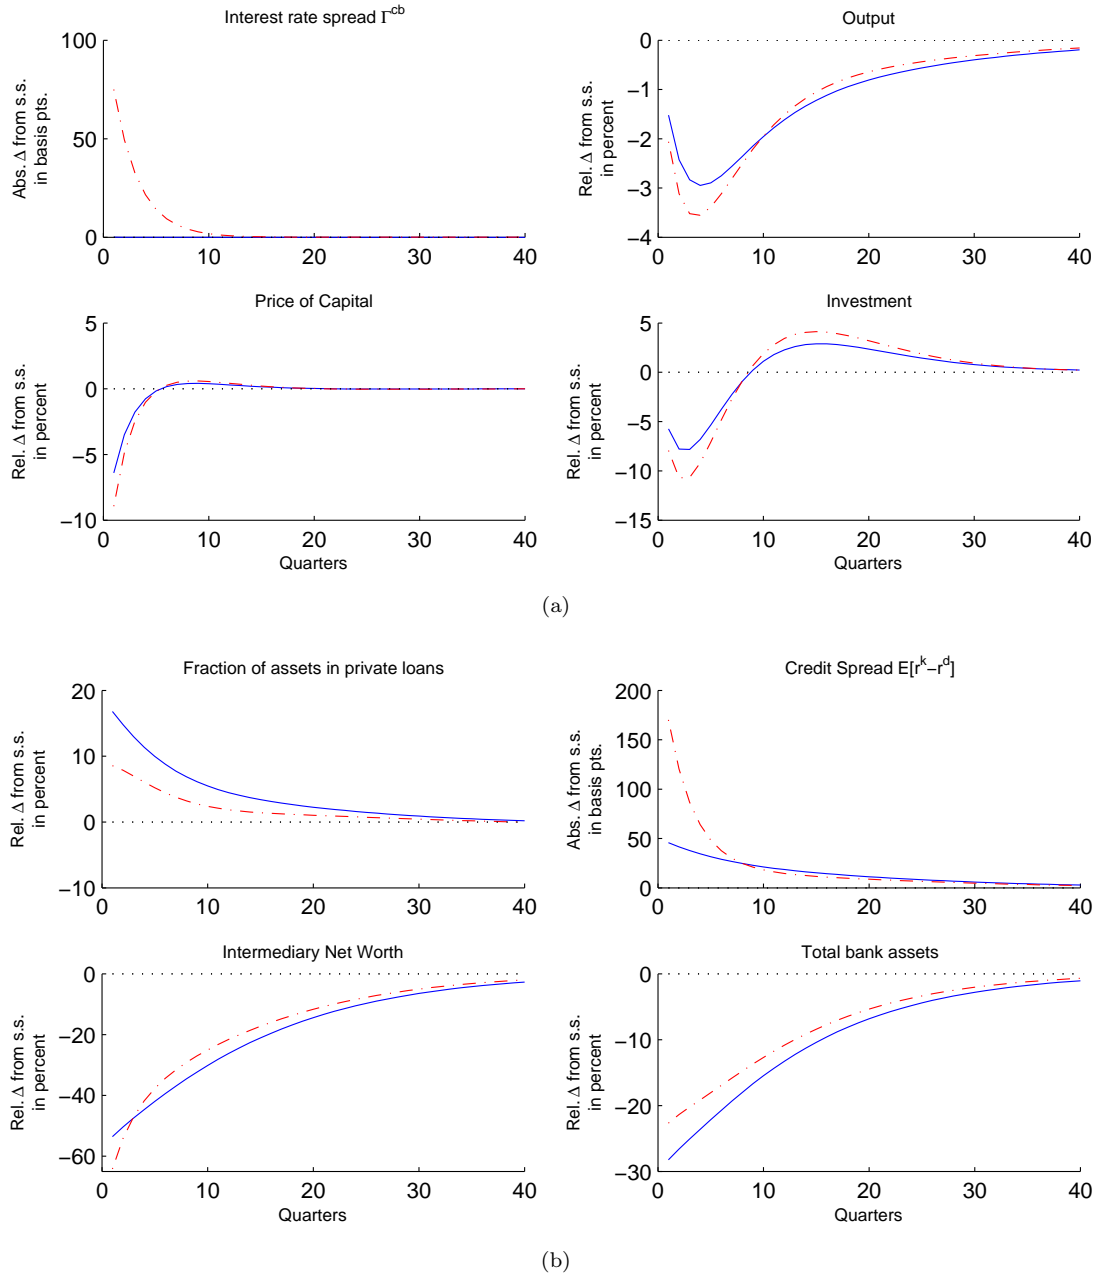 Interest rate spread Γ^cb
Abs. Δ from s.s.
in basis pts.
100
50
0
0 10 20 30 40
Output
Rel. Δ from s.s.
in percent
0
−1
−2
−3
−4
0 10 20 30 40
Price of Capital
Rel. Δ from s.s.
in percent
5
0
−5
−10
0 10 20 30 40
Quarters
Investment
Rel. Δ from s.s.
in percent
5
0
−5
−10
−15
0 10 20 30 40
Quarters
(a)
Fraction of assets in private loans
Rel. Δ from s.s.
in percent
20
10
0
−10
0 10 20 30 40
Credit Spread E[r^k−r^d]
Abs. Δ from s.s.
in basis pts.
200
150
100
50
0
0 10 20 30 40
Intermediary Net Worth
Rel. Δ from s.s.
in percent
0
−20
−40
−60
0 10 20 30 40
Quarters
Total bank assets
Rel. Δ from s.s.
in percent
0
−10
−20
−30
0 10 20 30 40
Quarters
(b)